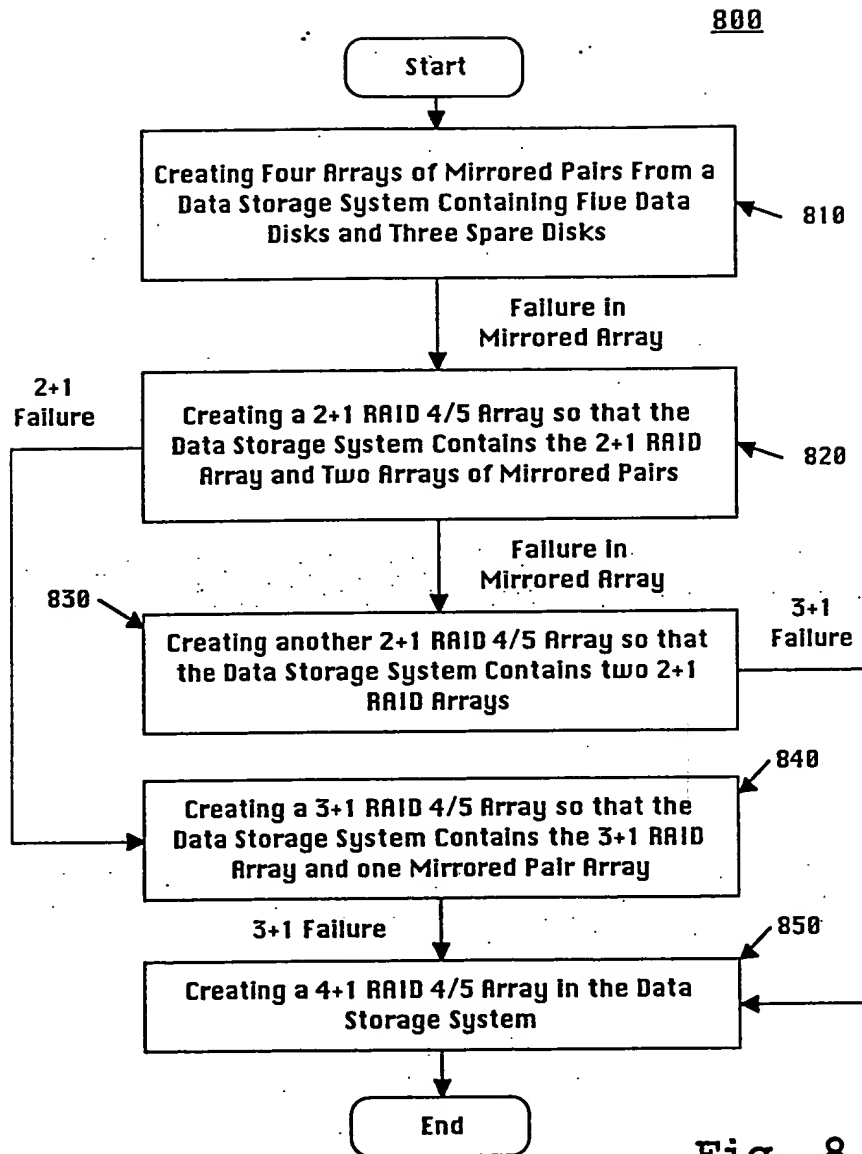 800
Start
Creating Four Arrays of Mirrored Pairs From a
Data Storage System Containing Five Data
Disks and Three Spare Disks
810
Failure in
Mirrored Array
2+1
Failure
Creating a 2+1 RAID 4/5 Array so that the
Data Storage System Contains the 2+1 RAID
Array and Two Arrays of Mirrored Pairs
820
Failure in
Mirrored Array
830
3+1
Failure
Creating another 2+1 RAID 4/5 Array so that
the Data Storage System Contains two 2+1
RAID Arrays
840
Creating a 3+1 RAID 4/5 Array so that the
Data Storage System Contains the 3+1 RAID
Array and one Mirrored Pair Array
3+1 Failure
850
Creating a 4+1 RAID 4/5 Array in the Data
Storage System
End
Fig. 8